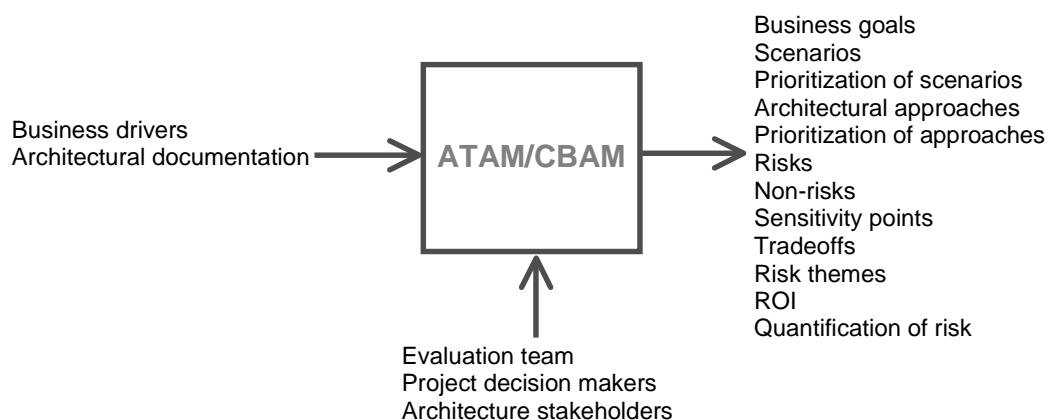 Business drivers
Architectural documentation
ATAM/CBAM
Business goals
Scenarios
Prioritization of scenarios
Architectural approaches
Prioritization of approaches
Risks
Non-risks
Sensitivity points
Tradeoffs
Risk themes
ROI
Quantification of risk
Evaluation team
Project decision makers
Architecture stakeholders